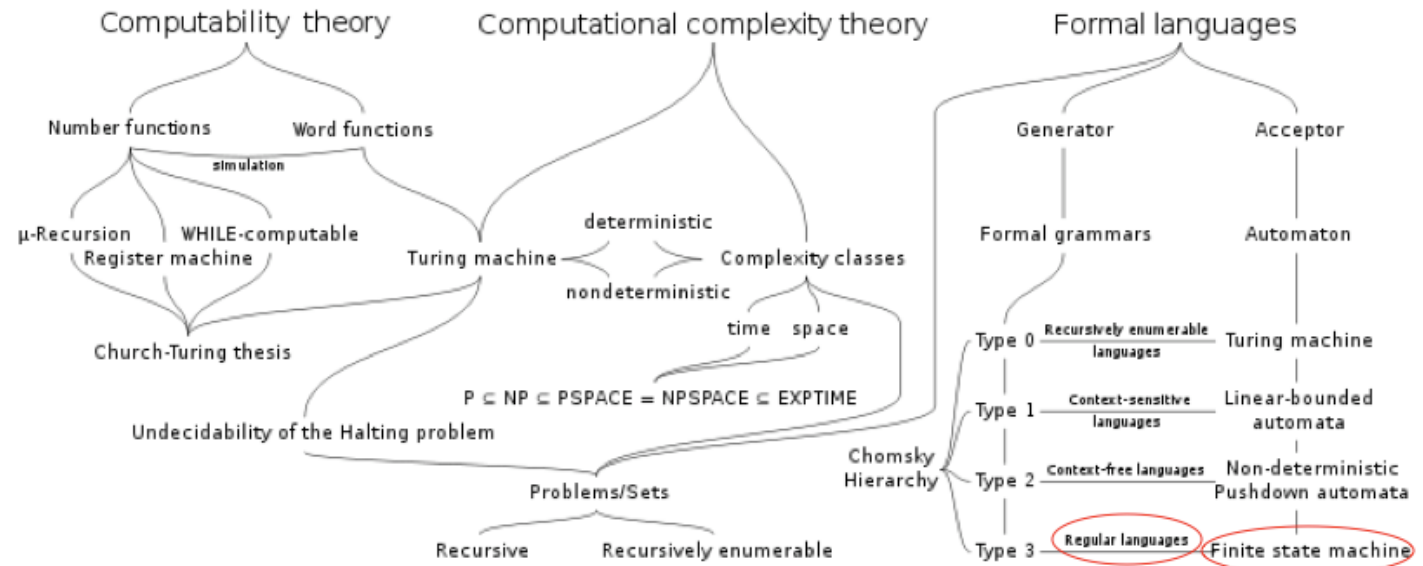 Computability theory
Computational complexity theory
Formal languages
Number functions
Word functions
Generator
Acceptor
simulation
deterministic
μ-Recursion
WHILE-computable
Formal grammars
Automaton
Register machine
Turing machine
Complexity classes
nondeterministic
time
space
Church-Turing thesis
Type 0
Recursively enumerable
languages
Turing machine
P ⊆ NP ⊆ PSPACE = NPSPACE ⊆ EXPTIME
Type 1
Context-sensitive
languages
Linear-bounded
automata
Undecidability of the Halting problem
Chomsky
Hierarchy
Type 2
Context-free languages
Non-deterministic
Pushdown automata
Problems/Sets
Recursive
Recursively enumerable
Type 3
Regular languages
Finite state machine